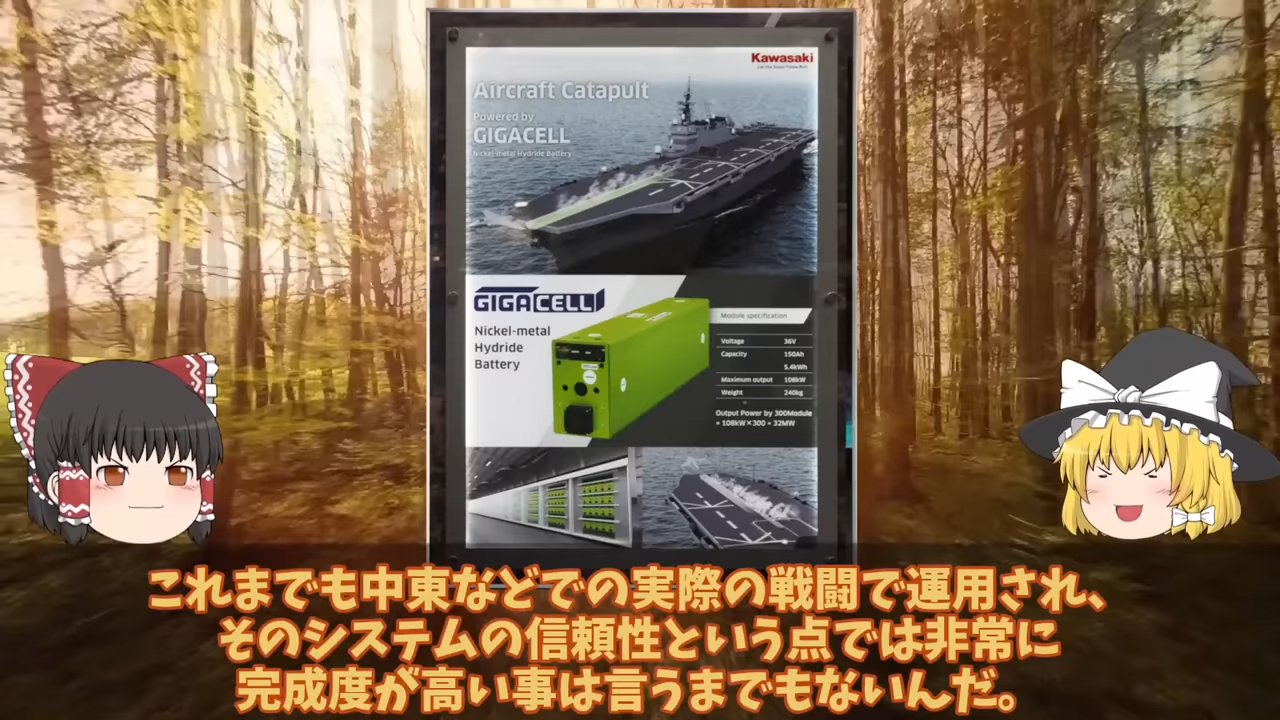 Kawasaki
Aircraft Catapult
Powered by
GIGACELL
Nickel-metal Hydride Battery
GIGACELL
Nickel-metal
Hydride
Battery
Module specification
Voltage 36V
Capacity 150Ah
5.4kWh
Maximum output 108kW
Weight 240kg
Output Power by 300Module
= 108kW×300 = 32MW
これまでも中東などでの実際の戦闘で運用され、
そのシステムの信頼性という点では非常に
完成度が高い事は言うまでもないんだ。